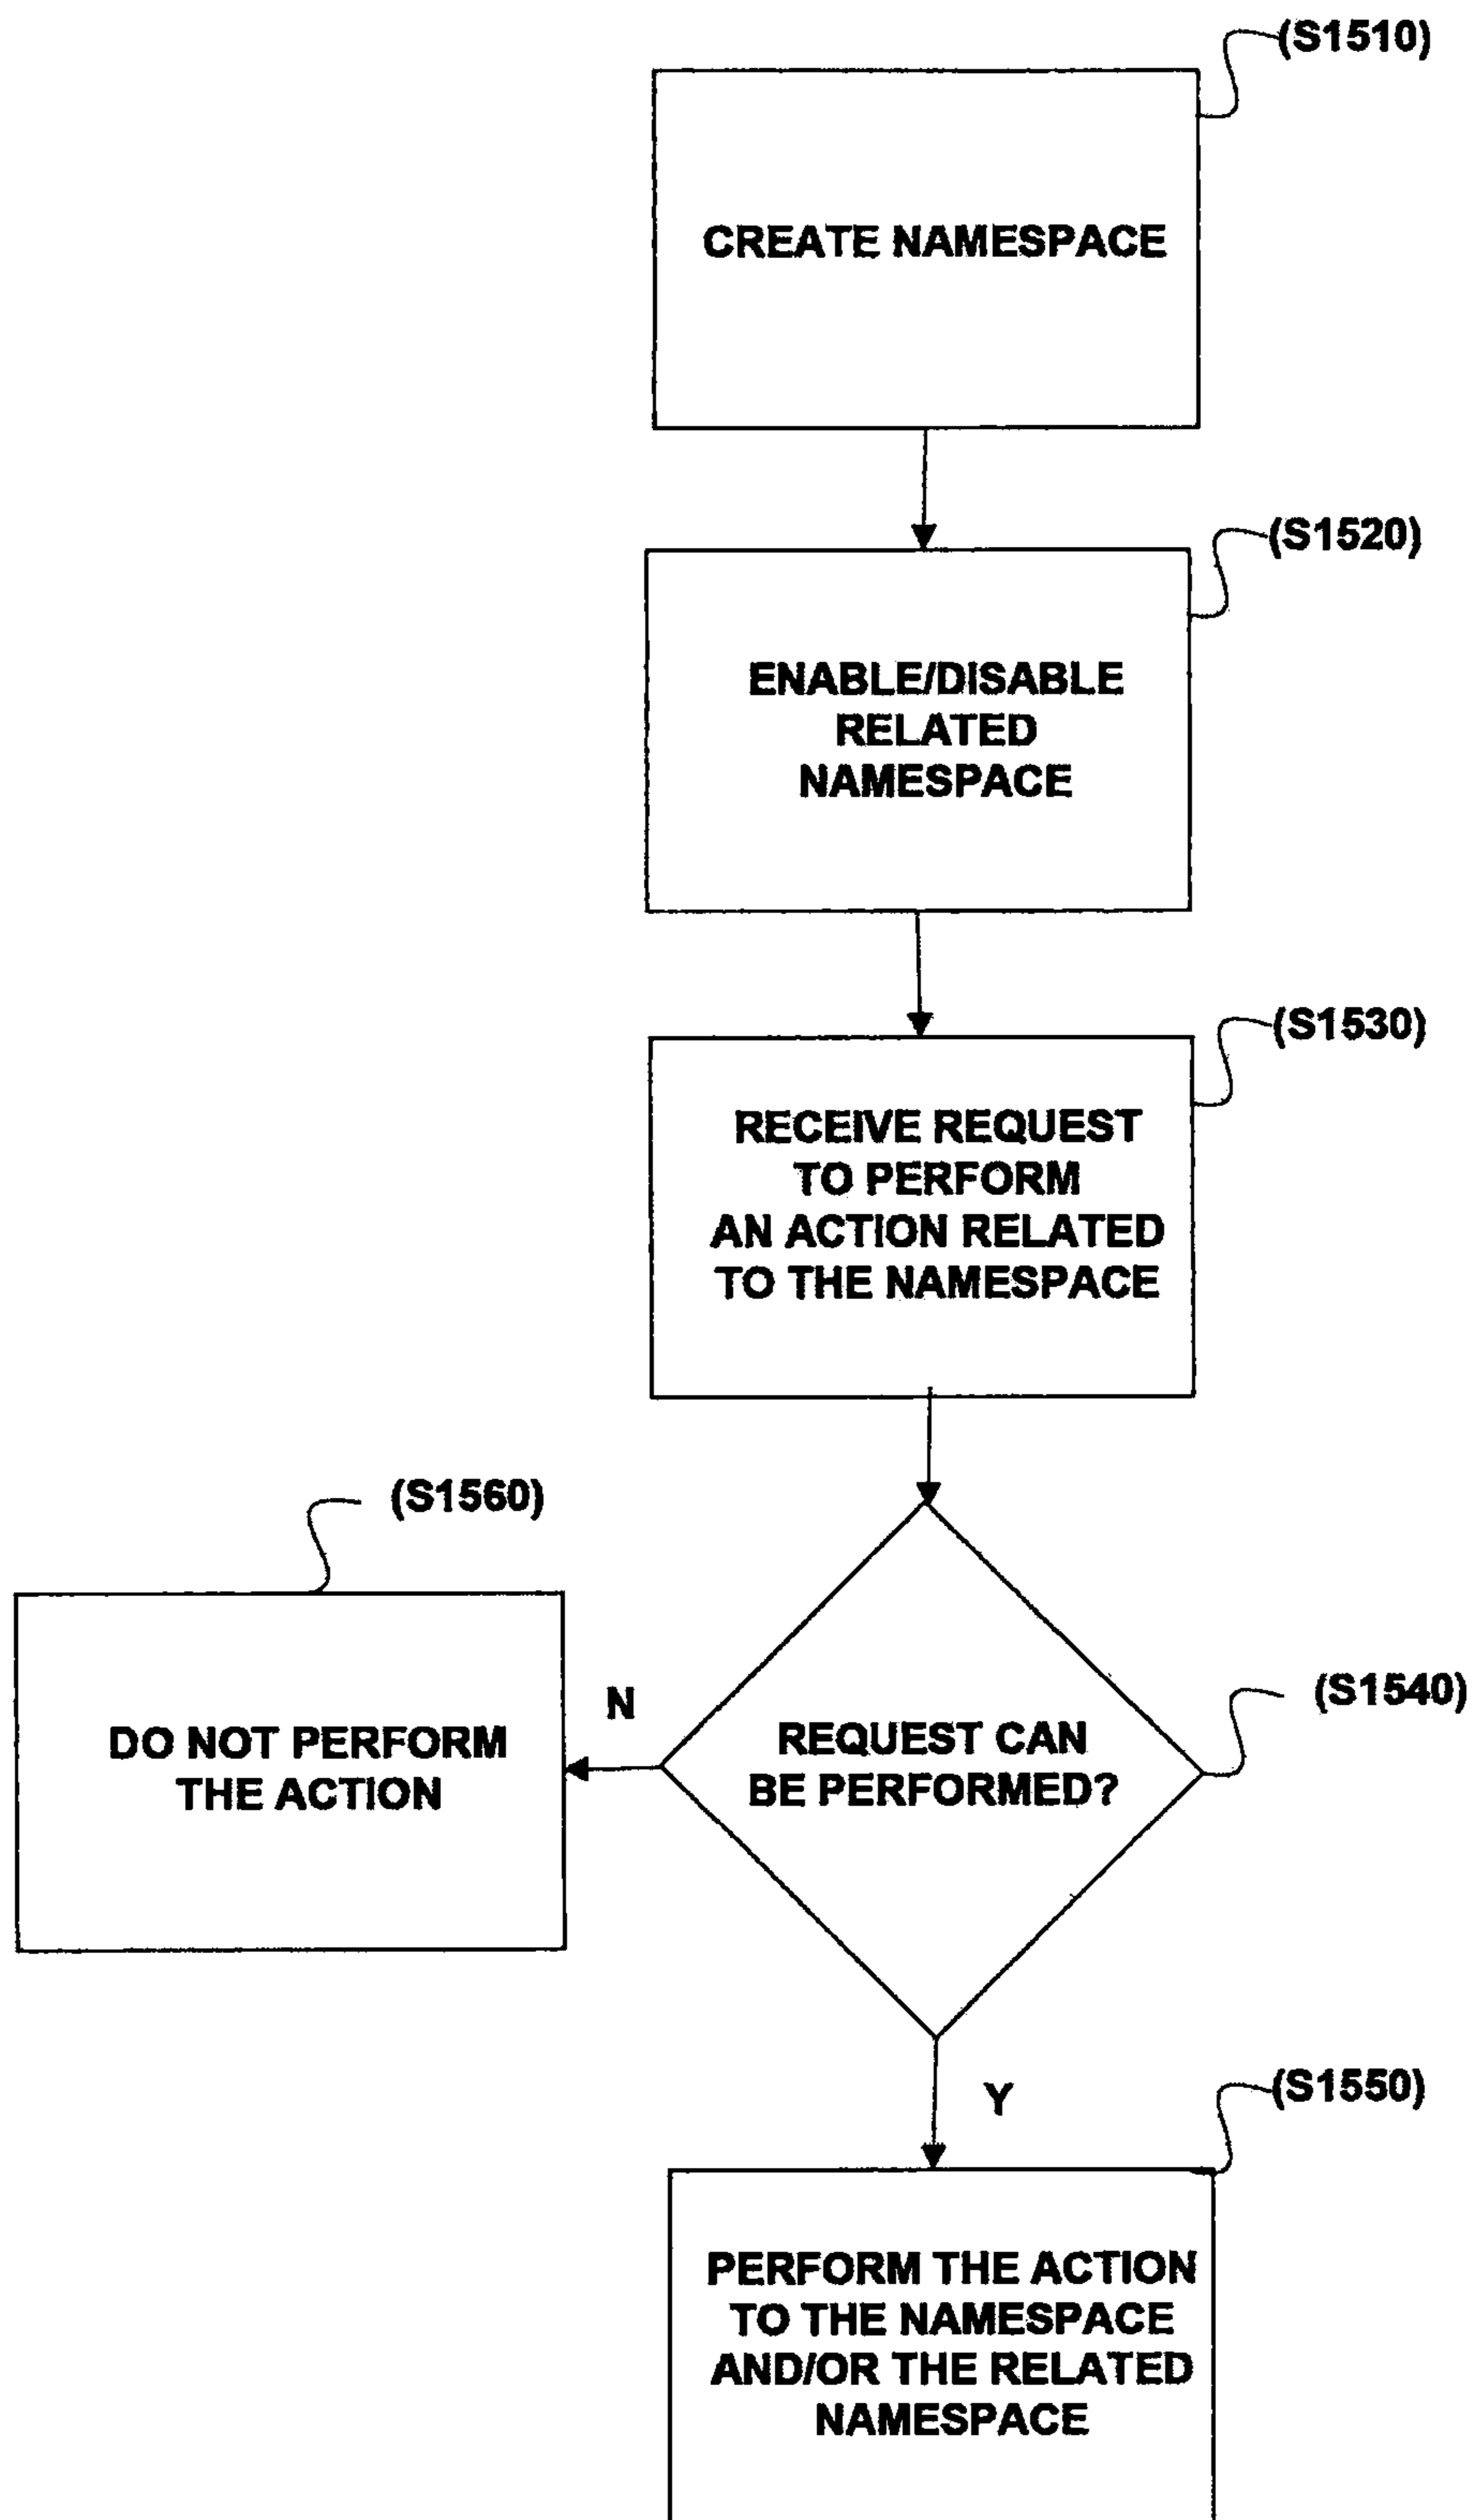 (S1510)
CREATE NAMESPACE
(S1520)
ENABLE/DISABLE
RELATED
NAMESPACE
(S1530)
RECEIVE REQUEST
TO PERFORM
AN ACTION RELATED
TO THE NAMESPACE
(S1560)
DO NOT PERFORM
THE ACTION
N
(S1540)
REQUEST CAN
BE PERFORMED?
Y
(S1550)
PERFORM THE ACTION
TO THE NAMESPACE
AND/OR THE RELATED
NAMESPACE